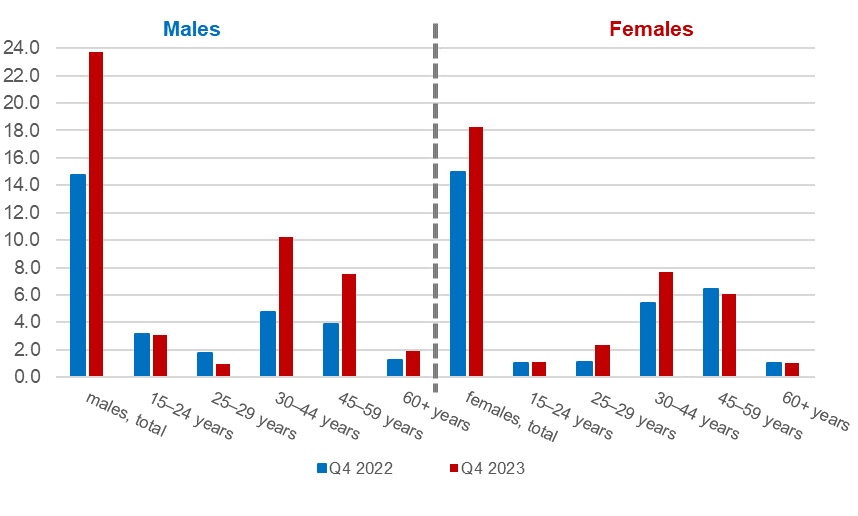 Males
Females
24.0
22.0
20.0
18.0
16.0
14.0
12.0
10.0
8.0
6.0
4.0
2.0
0.0
males, total
15–24 years
25–29 years
30–44 years
45–59 years
60+ years
females, total
15–24 years
25–29 years
30–44 years
45–59 years
60+ years
Q4 2022
Q4 2023